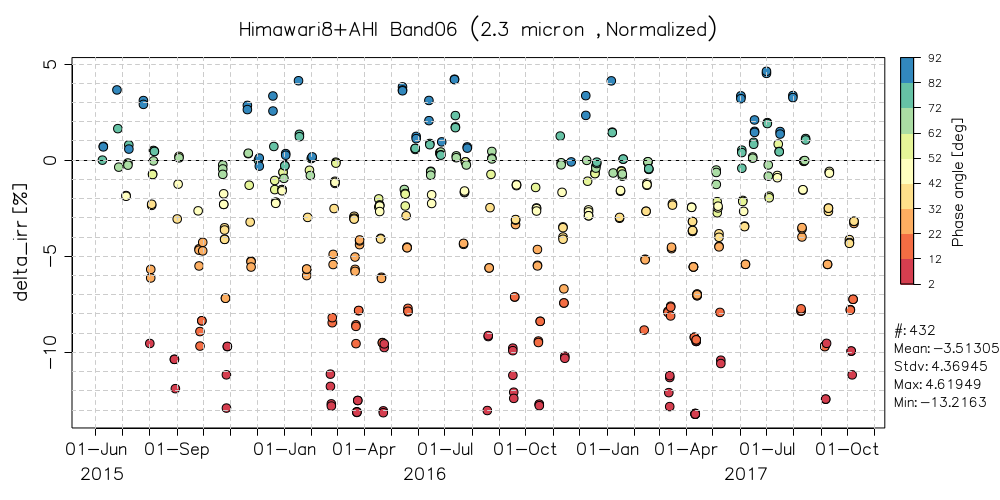 Himawari8+AHI Band06 (2.3 micron ,Normalized)
delta_irr [%]
5
0
−5
−10
01−Jun 01−Sep 01−Jan 01−Apr 01−Oct 01−Jan 01−Apr 01−Jul 01−Oct
2015 2016 2017
92
82
72
62
52
42
32
22
12
2
Phase angle [deg]
#: 432
Mean: −3.51305
Stdv: 4.36945
Max: 4.61949
Min: −13.2163